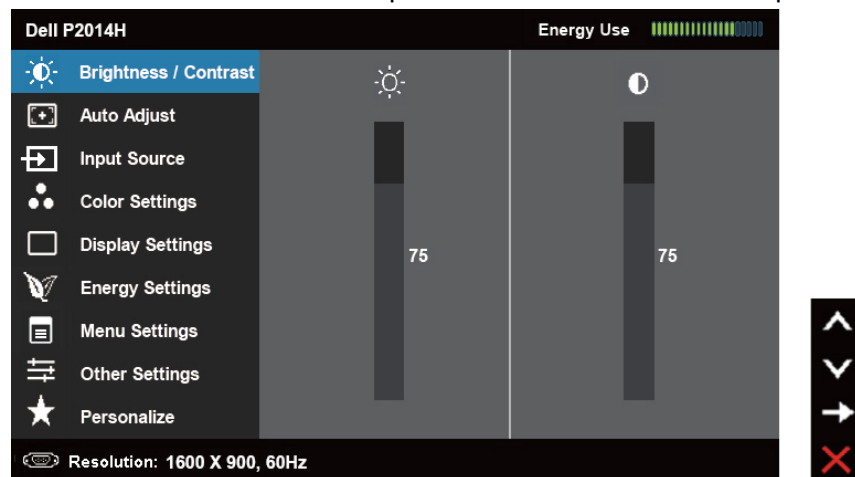 Dell P2014H
Energy Use
Brightness / Contrast
Auto Adjust
Input Source
Color Settings
Display Settings
Energy Settings
Menu Settings
Other Settings
Personalize
75
75
Resolution: 1600 X 900, 60Hz